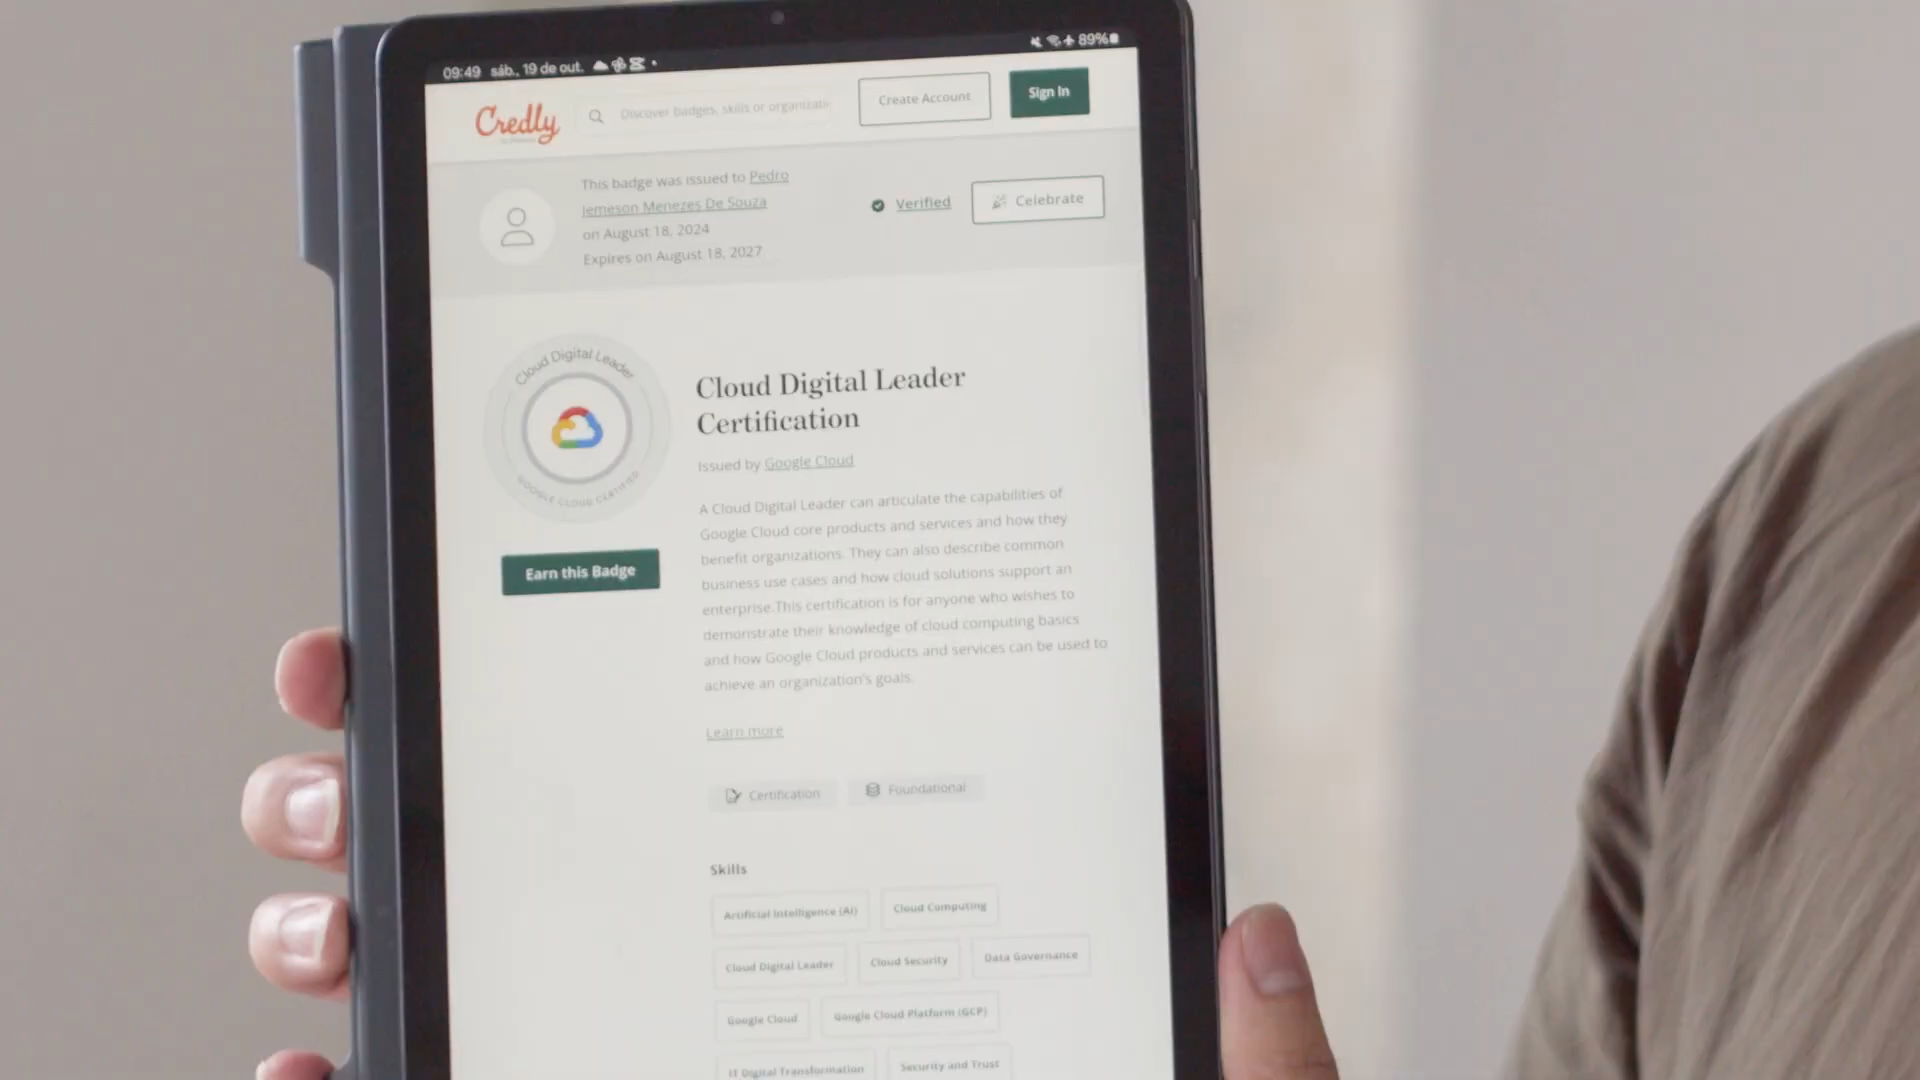 09:49 sáb., 19 de out.
89%
Credly
Discover badges, skills or organizati
Create Account
Sign In
This badge was issued to Pedro
Jemeson Menezes De Souza
on August 18, 2024
Expires on August 18, 2027
Verified
Celebrate
Cloud Digital Leader
GOOGLE CLOUD CERTIFIED
Earn this Badge
Cloud Digital Leader
Certification
Issued by Google Cloud
A Cloud Digital Leader can articulate the capabilities of
Google Cloud core products and services and how they
benefit organizations. They can also describe common
business use cases and how cloud solutions support an
enterprise.This certification is for anyone who wishes to
demonstrate their knowledge of cloud computing basics
and how Google Cloud products and services can be used to
achieve an organization's goals.
Learn more
Certification
Foundational
Skills
Artificial Intelligence (AI)
Cloud Computing
Cloud Digital Leader
Cloud Security
Data Governance
Google Cloud
Google Cloud Platform (GCP)
IT Digital Transformation
Security and Trust